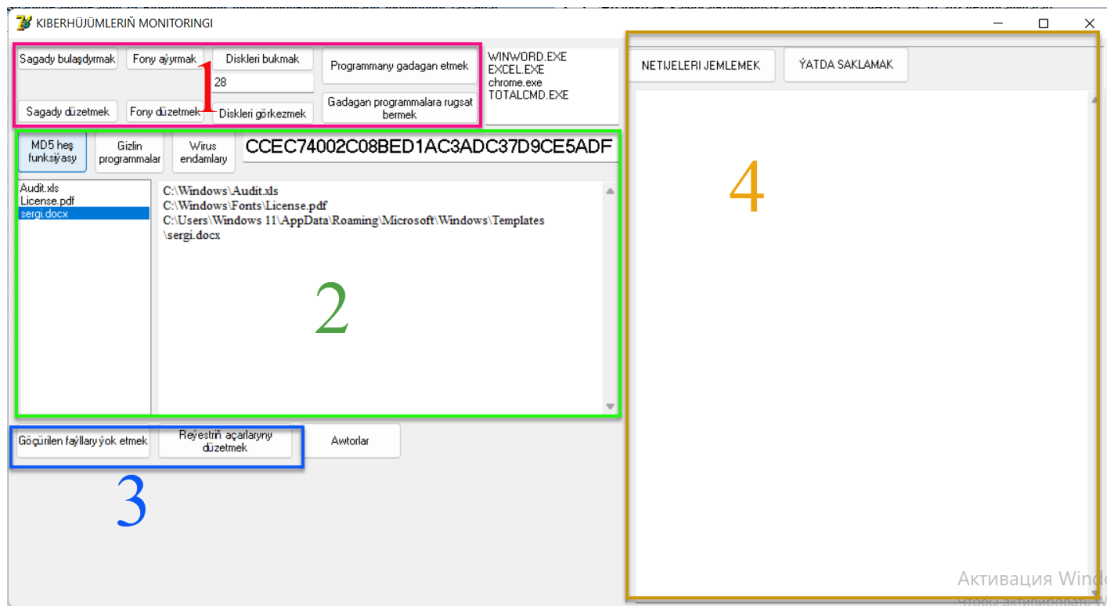 KIBERHÜJÜMLERIŇ MONITORINGI
Sagady bulaşdyrmak
Fony aýyrmak
Diskleri bukmak
28
Programmany gadagan etmek
1
Sagady düzetmek
Fony düzetmek
Diskleri görkezmek
Gadagan programmalara rugsat
bermek
WINWORD.EXE
EXCEL.EXE
chrome.exe
TOTALCMD.EXE
MD5 heş
funksiýasy
Gizlin
programmalar
Wirus
endamlary
CCEC74002C08BED1AC3ADC37D9CE5ADF
Audit.xls
License.pdf
sergi.docx
C:\Windows\Audit.xls
C:\Windows\Fonts\License.pdf
C:\Users\Windows 11\AppData\Roaming\Microsoft\Windows\Templates
\sergi.docx
2
Göçürilen faýllary ýok etmek
Reýestriň açarlaryny
düzetmek
Awtorlar
3
NETIJELERI JEMLEMEK
ÝATDA SAKLAMAK
4
Активация Windo